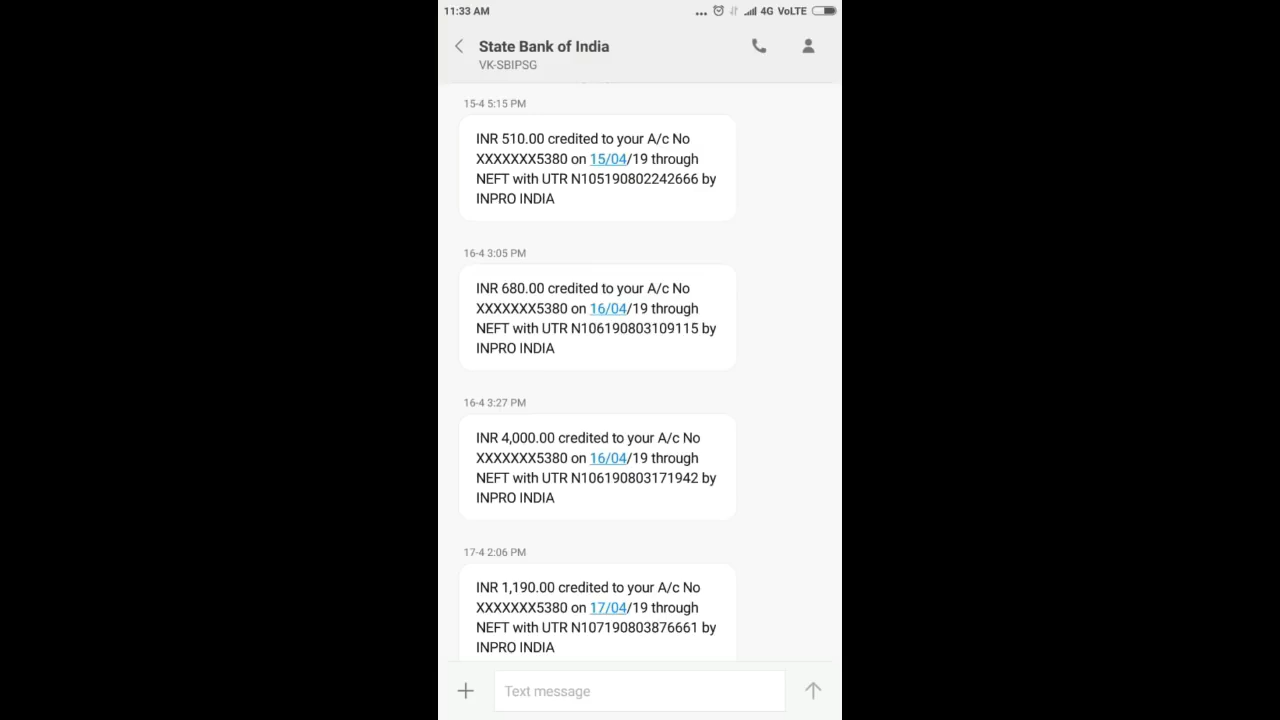 11:33 AM
... 4G VoLTE
State Bank of India
VK-SBIPSG
15-4 5:15 PM
INR 510.00 credited to your A/c No
XXXXXXX5380 on 15/04/19 through
NEFT with UTR N105190802242666 by
INPRO INDIA
16-4 3:05 PM
INR 680.00 credited to your A/c No
XXXXXXX5380 on 16/04/19 through
NEFT with UTR N106190803109115 by
INPRO INDIA
16-4 3:27 PM
INR 4,000.00 credited to your A/c No
XXXXXXX5380 on 16/04/19 through
NEFT with UTR N106190803171942 by
INPRO INDIA
17-4 2:06 PM
INR 1,190.00 credited to your A/c No
XXXXXXX5380 on 17/04/19 through
NEFT with UTR N107190803876661 by
INPRO INDIA
Text message